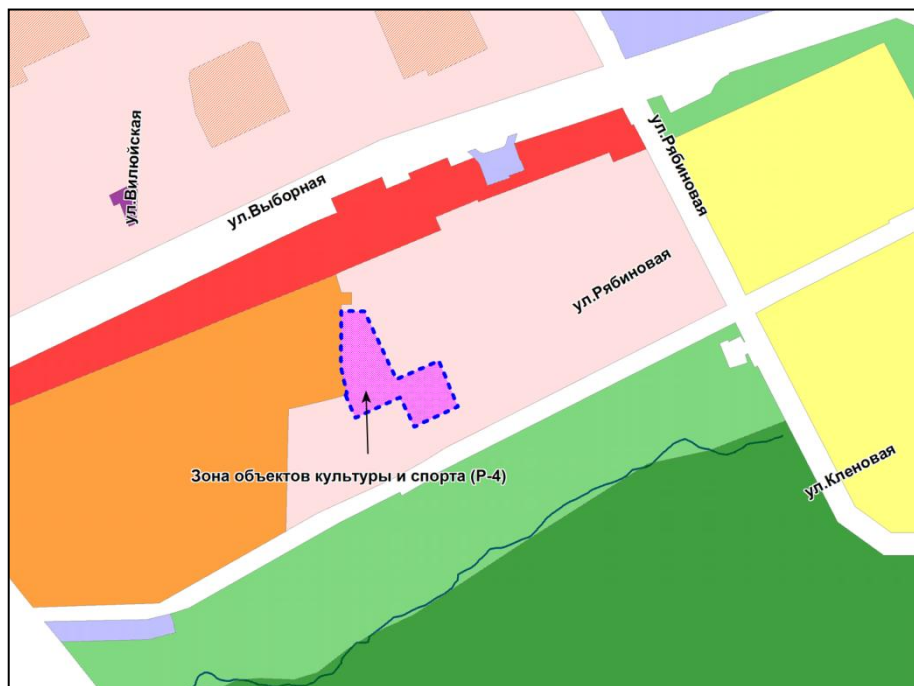 ул.Вилюйская
ул.Выборная
ул.Рябиновая
ул.Рябиновая
Зона объектов культуры и спорта (Р-4)
ул.Кленовая